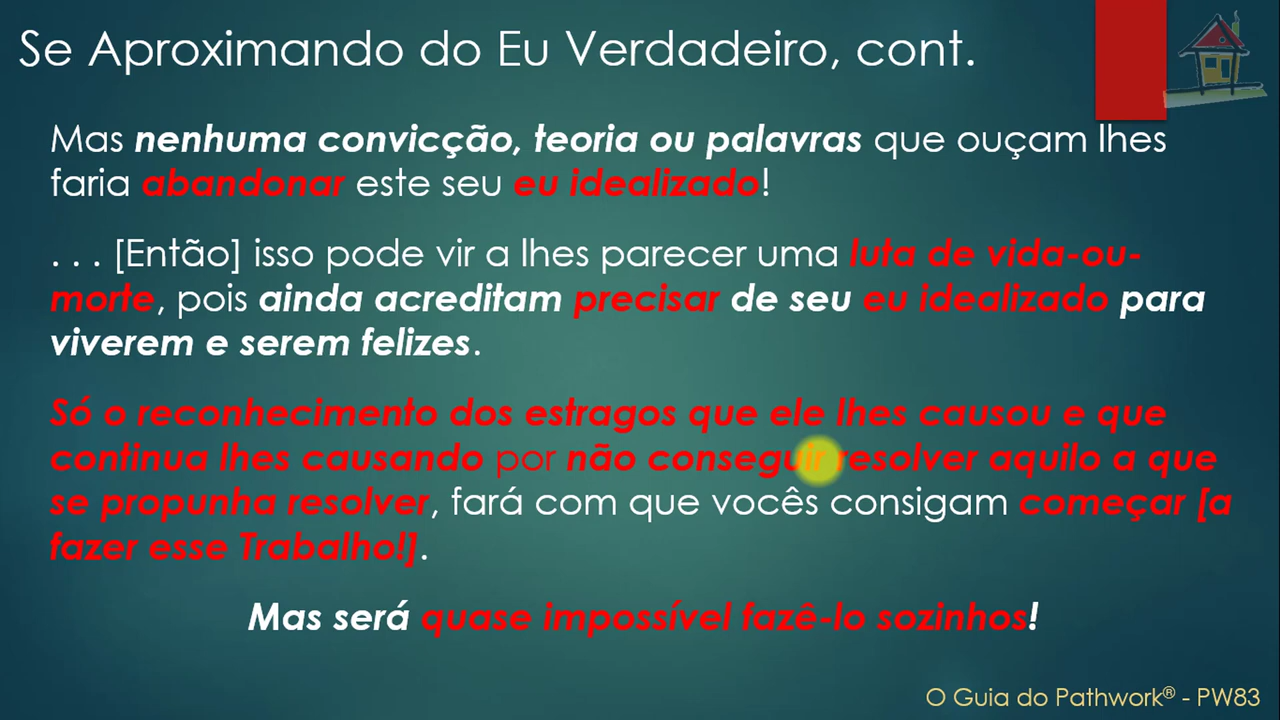 Se Aproximando do Eu Verdadeiro, cont.
Mas nenhuma convicção, teoria ou palavras que ouçam lhes
faria abandonar este seu eu idealizado!
. . . [Então] isso pode vir a lhes parecer uma luta de vida-ou-
morte, pois ainda acreditam precisar de seu eu idealizado para
viverem e serem felizes.
Só o reconhecimento dos estragos que ele lhes causou e que
continua lhes causando por não conseguir resolver aquilo a que
se propunha resolver, fará com que vocês consigam começar [a
fazer esse Trabalho!].
Mas será quase impossível fazê-lo sozinhos!
O Guia do Pathwork® - PW83